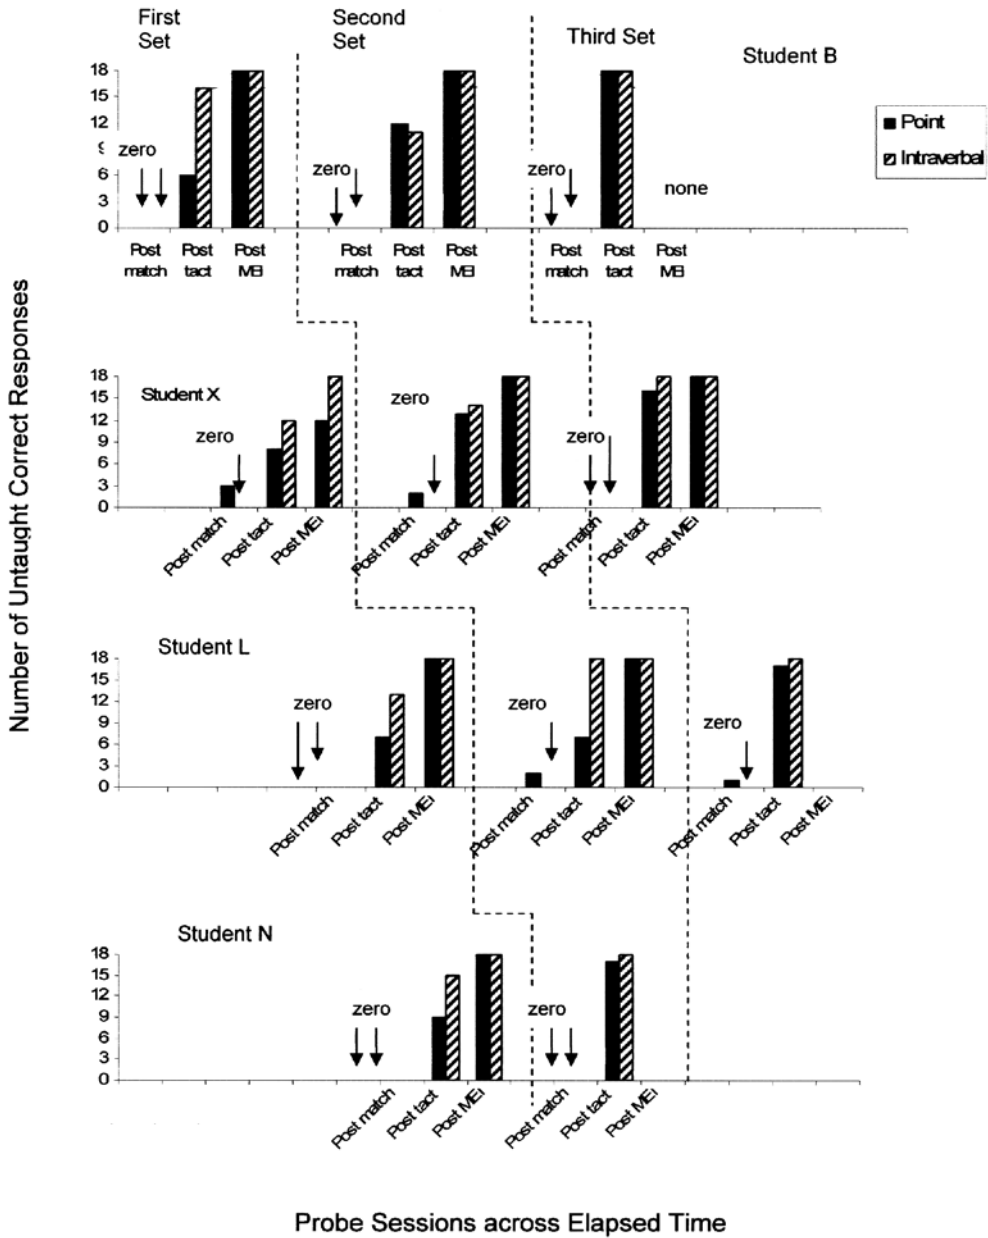 First Set
Second Set
Third Set
Student B
Point
Intraverbal
18
15
12
9
6
3
0
zero
zero
zero
none
Post match
Post tact
Post MEI
Post match
Post tact
Post MEI
Post match
Post tact
Post MEI
Number of Untaught Correct Responses
Student X
18
15
12
9
6
3
0
zero
zero
zero
Post match
Post tact
Post MEI
Post match
Post tact
Post MEI
Post match
Post tact
Post MEI
Student L
18
15
12
9
6
3
0
zero
zero
zero
Post match
Post tact
Post MEI
Post match
Post tact
Post MEI
Post match
Post tact
Post MEI
Student N
18
15
12
9
6
3
0
zero
zero
Post match
Post tact
Post MEI
Post match
Post tact
Post MEI
Probe Sessions across Elapsed Time